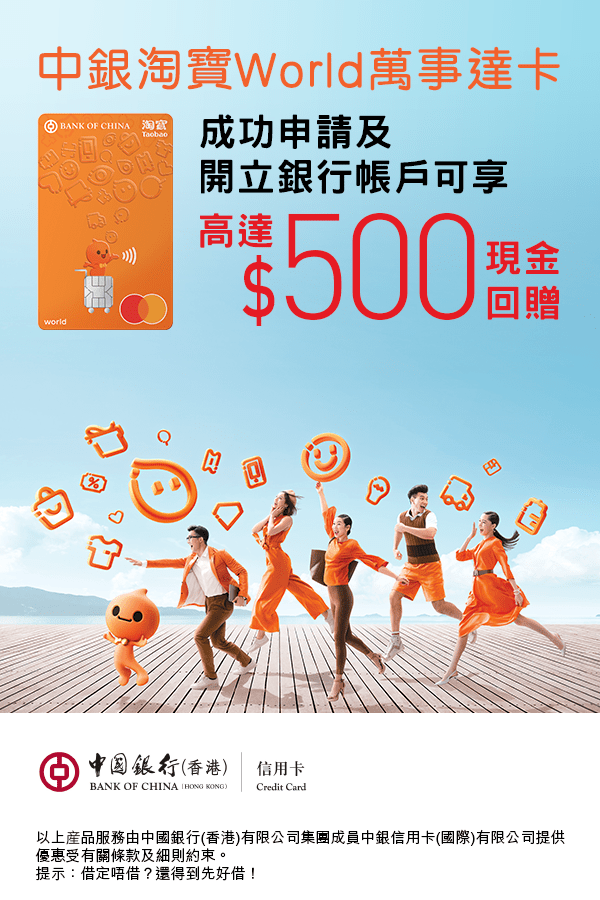 中銀淘寶World萬事達卡
BANK OF CHINA
淘宝
Taobao
world
成功申請及
開立銀行帳戶可享
高達
$500
現金
回贈
%
中國銀行(香港)
BANK OF CHINA (HONG KONG)
信用卡
Credit Card
以上産品服務由中國銀行(香港)有限公司集團成員中銀信用卡(國際)有限公司提供
優惠受有關條款及細則約束。
提示：借定唔借？還得到先好借！